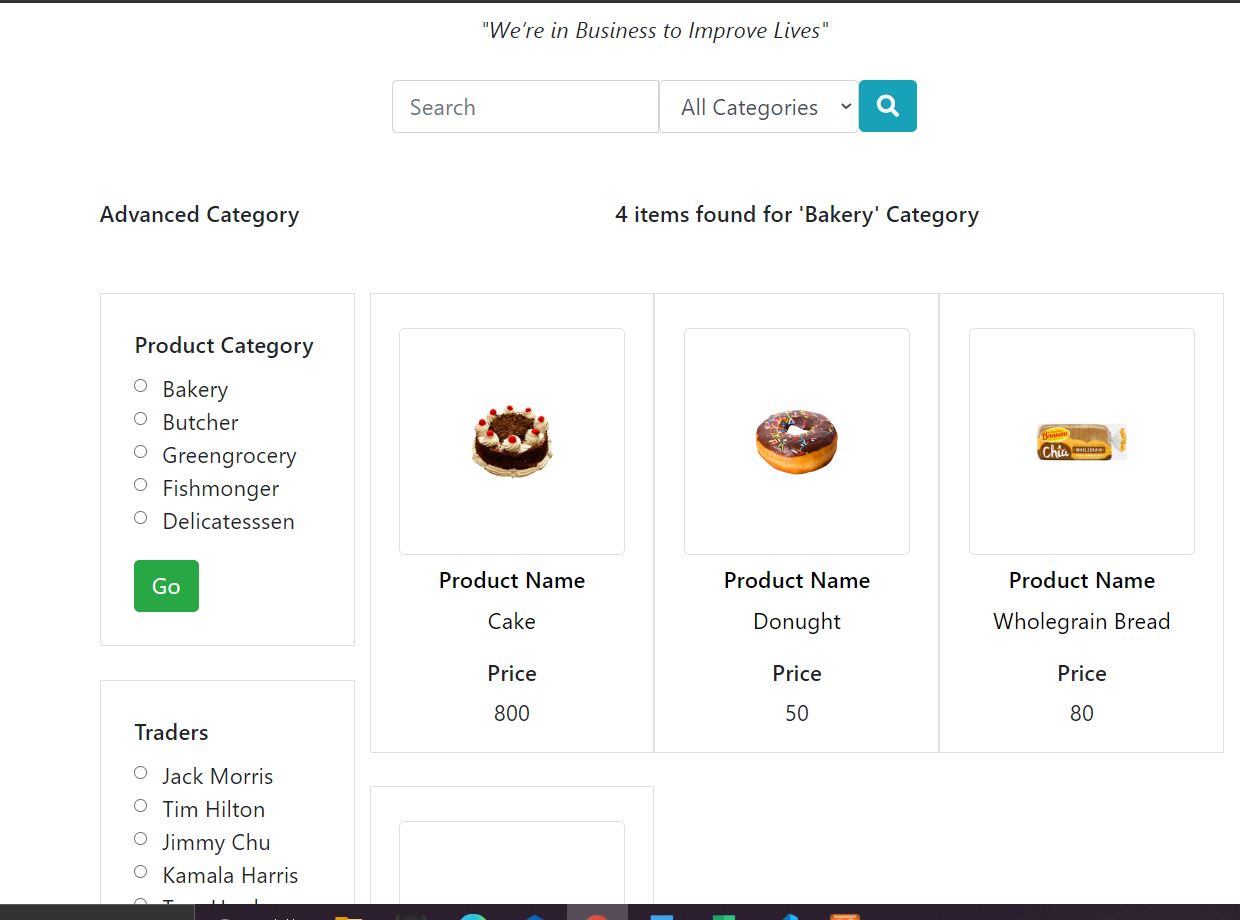 "We're in Business to Improve Lives"
Search
All Categories
Advanced Category
4 items found for 'Bakery' Category
Product Category
Bakery
Butcher
Greengrocery
Fishmonger
Delicatesssen
Go
Product Name
Cake
Price
800
Product Name
Donught
Price
50
Chia
WHOLEGRAIN
Product Name
Wholegrain Bread
Price
80
Traders
Jack Morris
Tim Hilton
Jimmy Chu
Kamala Harris